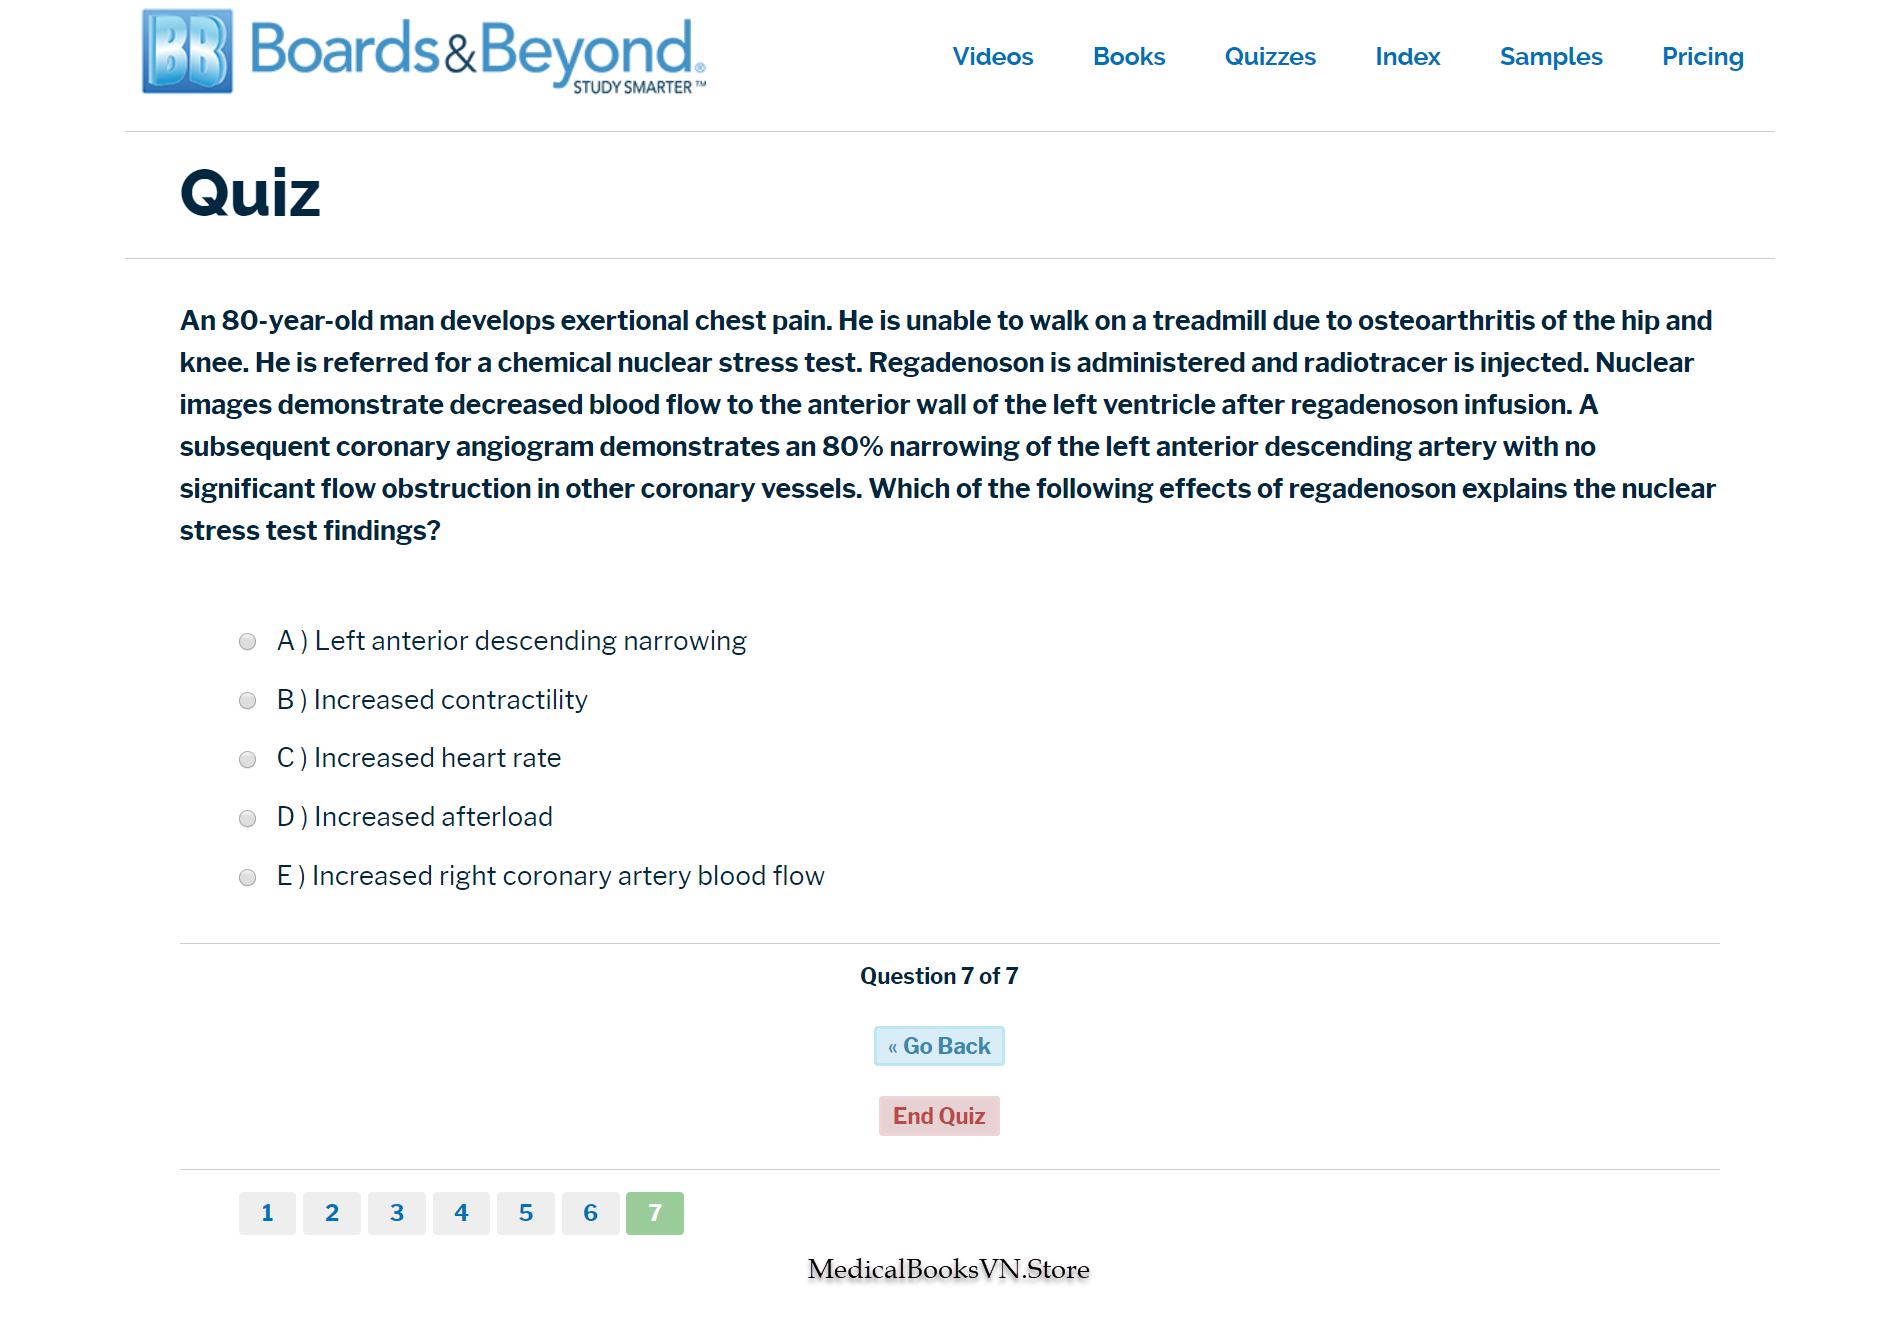 BB Boards&Beyond®
STUDY SMARTER™
Videos Books Quizzes Index Samples Pricing
Quiz
An 80-year-old man develops exertional chest pain. He is unable to walk on a treadmill due to osteoarthritis of the hip and
knee. He is referred for a chemical nuclear stress test. Regadenoson is administered and radiotracer is injected. Nuclear
images demonstrate decreased blood flow to the anterior wall of the left ventricle after regadenoson infusion. A
subsequent coronary angiogram demonstrates an 80% narrowing of the left anterior descending artery with no
significant flow obstruction in other coronary vessels. Which of the following effects of regadenoson explains the nuclear
stress test findings?
A ) Left anterior descending narrowing
B ) Increased contractility
C ) Increased heart rate
D ) Increased afterload
E ) Increased right coronary artery blood flow
Question 7 of 7
« Go Back
End Quiz
1 2 3 4 5 6 7
MedicalBooksVN.Store